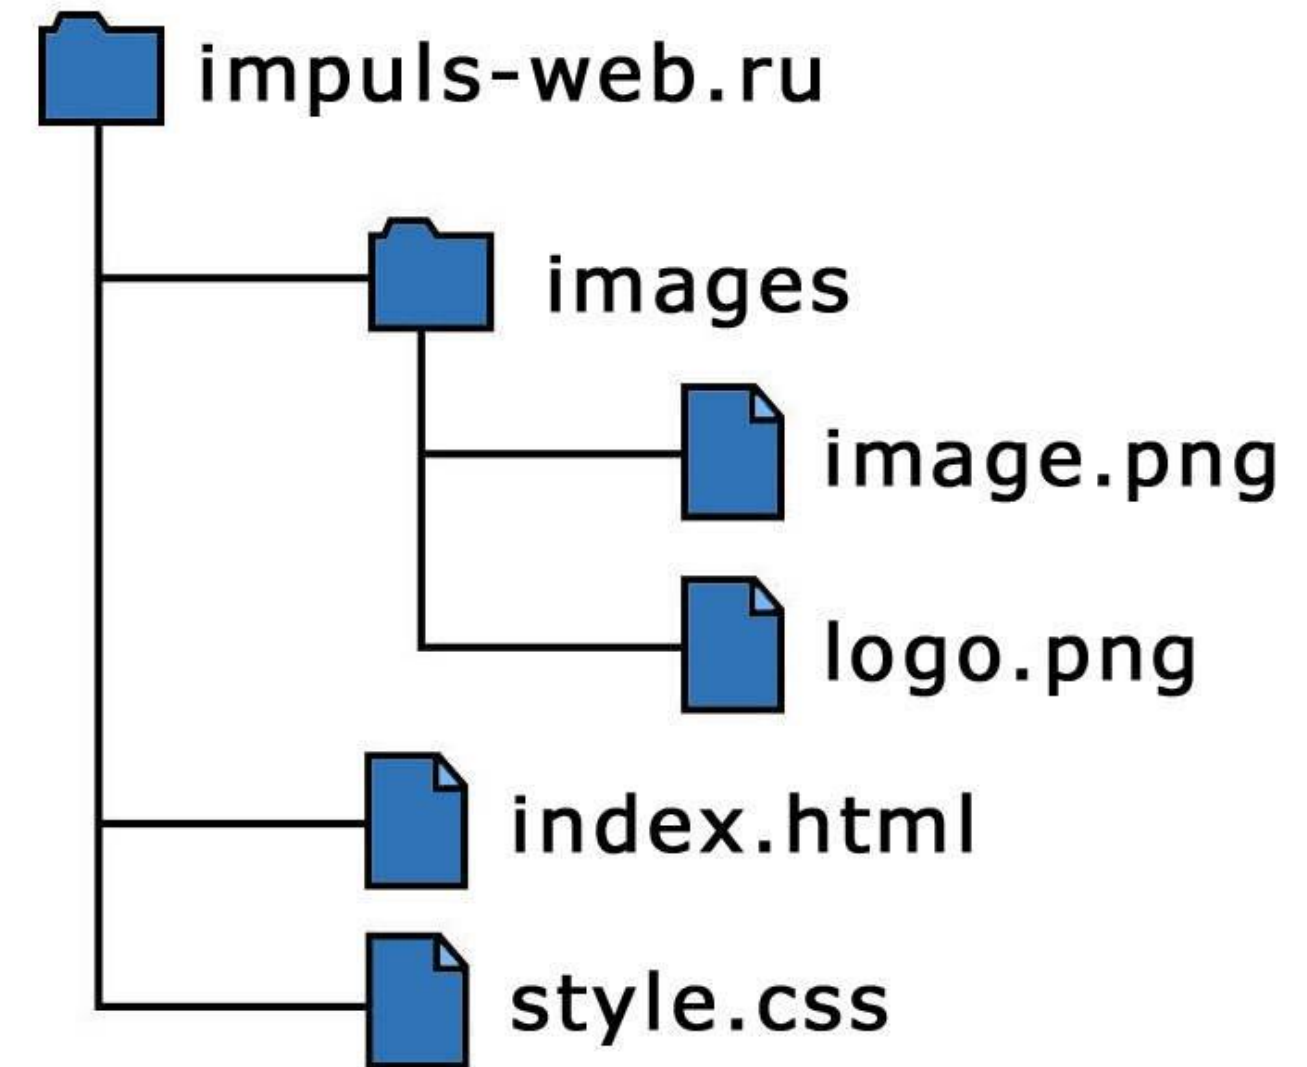 impuls-web.ru
images
image.png
logo.png
index.html
style.css